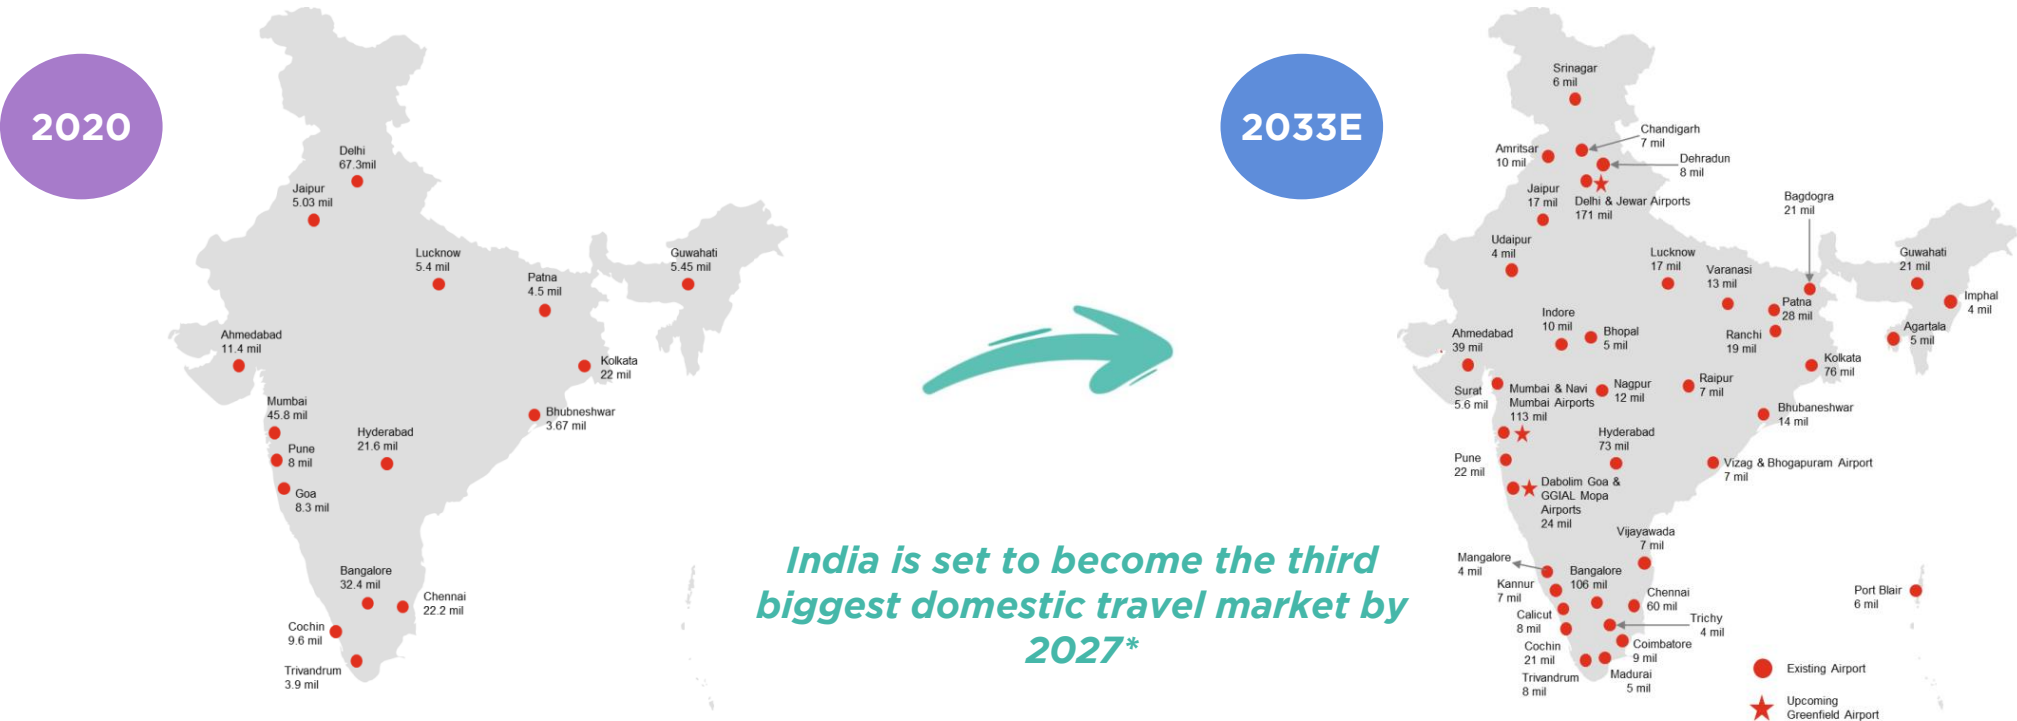 2020
Delhi
67.3mil
Jaipur
5.03 mil
Lucknow
5.4 mil
Patna
4.5 mil
Guwahati
5.45 mil
Ahmedabad
11.4 mil
Kolkata
22 mil
Mumbai
45.8 mil
Bhubneshwar
3.67 mil
Hyderabad
21.6 mil
Pune
8 mil
Goa
8.3 mil
Bangalore
32.4 mil
Chennai
22.2 mil
Cochin
9.6 mil
Trivandrum
3.9 mil
India is set to become the third
biggest domestic travel market by
2027*
2033E
Srinagar
6 mil
Chandigarh
7 mil
Amritsar
10 mil
Dehradun
8 mil
Jaipur
17 mil
Delhi & Jewar Airports
171 mil
Bagdogra
21 mil
Udaipur
4 mil
Lucknow
17 mil
Varanasi
13 mil
Guwahati
21 mil
Imphal
4 mil
Patna
28 mil
Indore
10 mil
Bhopal
5 mil
Ranchi
19 mil
Agartala
5 mil
Ahmedabad
39 mil
Kolkata
76 mil
Surat
5.6 mil
Mumbai & Navi
Mumbai Airports
113 mil
Nagpur
12 mil
Raipur
7 mil
Bhubaneshwar
14 mil
Hyderabad
73 mil
Pune
22 mil
Vizag & Bhogapuram Airport
7 mil
Dabolim Goa &
GGIAL Mopa
Airports
24 mil
Vijayawada
7 mil
Mangalore
4 mil
Bangalore
106 mil
Kannur
7 mil
Chennai
60 mil
Port Blair
6 mil
Calicut
8 mil
Trichy
4 mil
Cochin
21 mil
Coimbatore
9 mil
Trivandrum
8 mil
Madurai
5 mil
Existing Airport
Upcoming
Greenfield Airport